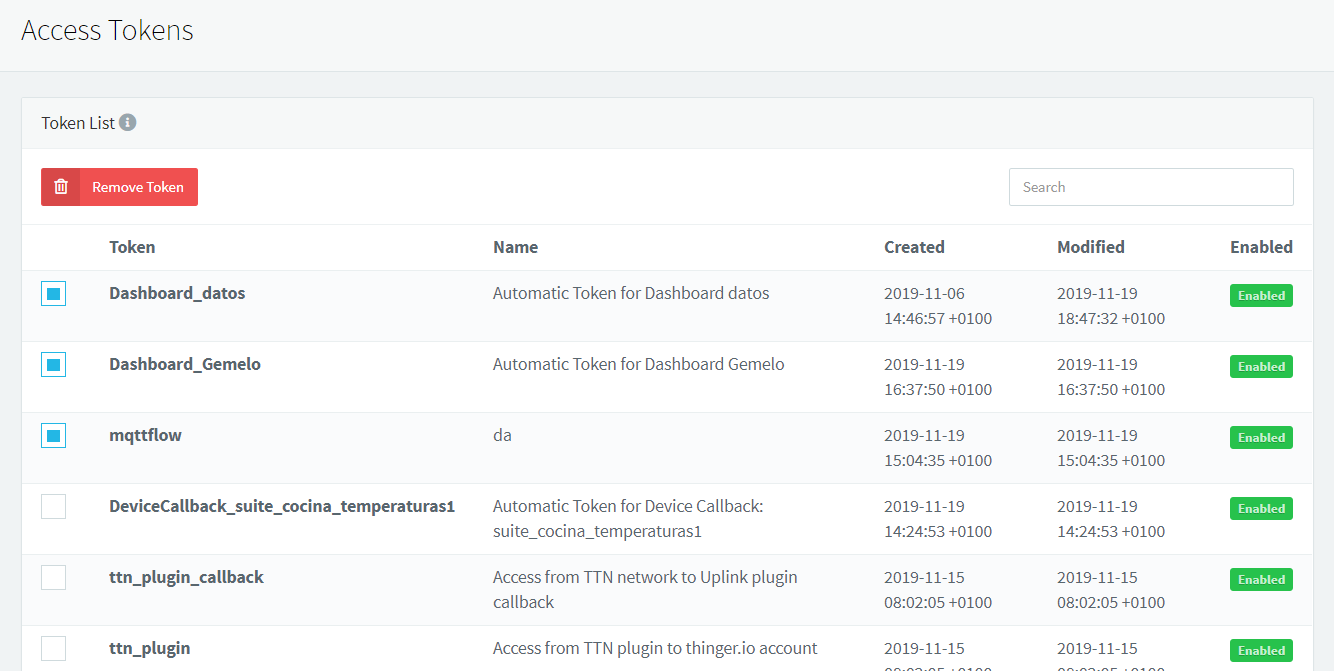 Access Tokens
Token List
Remove Token
Search
Token Name Created Modified Enabled
Dashboard_datos Automatic Token for Dashboard datos 2019-11-06 2019-11-19 Enabled
14:46:57 +0100 18:47:32 +0100
Dashboard_Gemelo Automatic Token for Dashboard Gemelo 2019-11-19 2019-11-19 Enabled
16:37:50 +0100 16:37:50 +0100
mqttflow da 2019-11-19 2019-11-19 Enabled
15:04:35 +0100 15:04:35 +0100
DeviceCallback_suite_cocina_temperaturas1 Automatic Token for Device Callback: 2019-11-19 2019-11-19 Enabled
suite_cocina_temperaturas1 14:24:53 +0100 14:24:53 +0100
ttn_plugin_callback Access from TTN network to Uplink plugin 2019-11-15 2019-11-15 Enabled
callback 08:02:05 +0100 08:02:05 +0100
ttn_plugin Access from TTN plugin to thinger.io account 2019-11-15 2019-11-15 Enabled